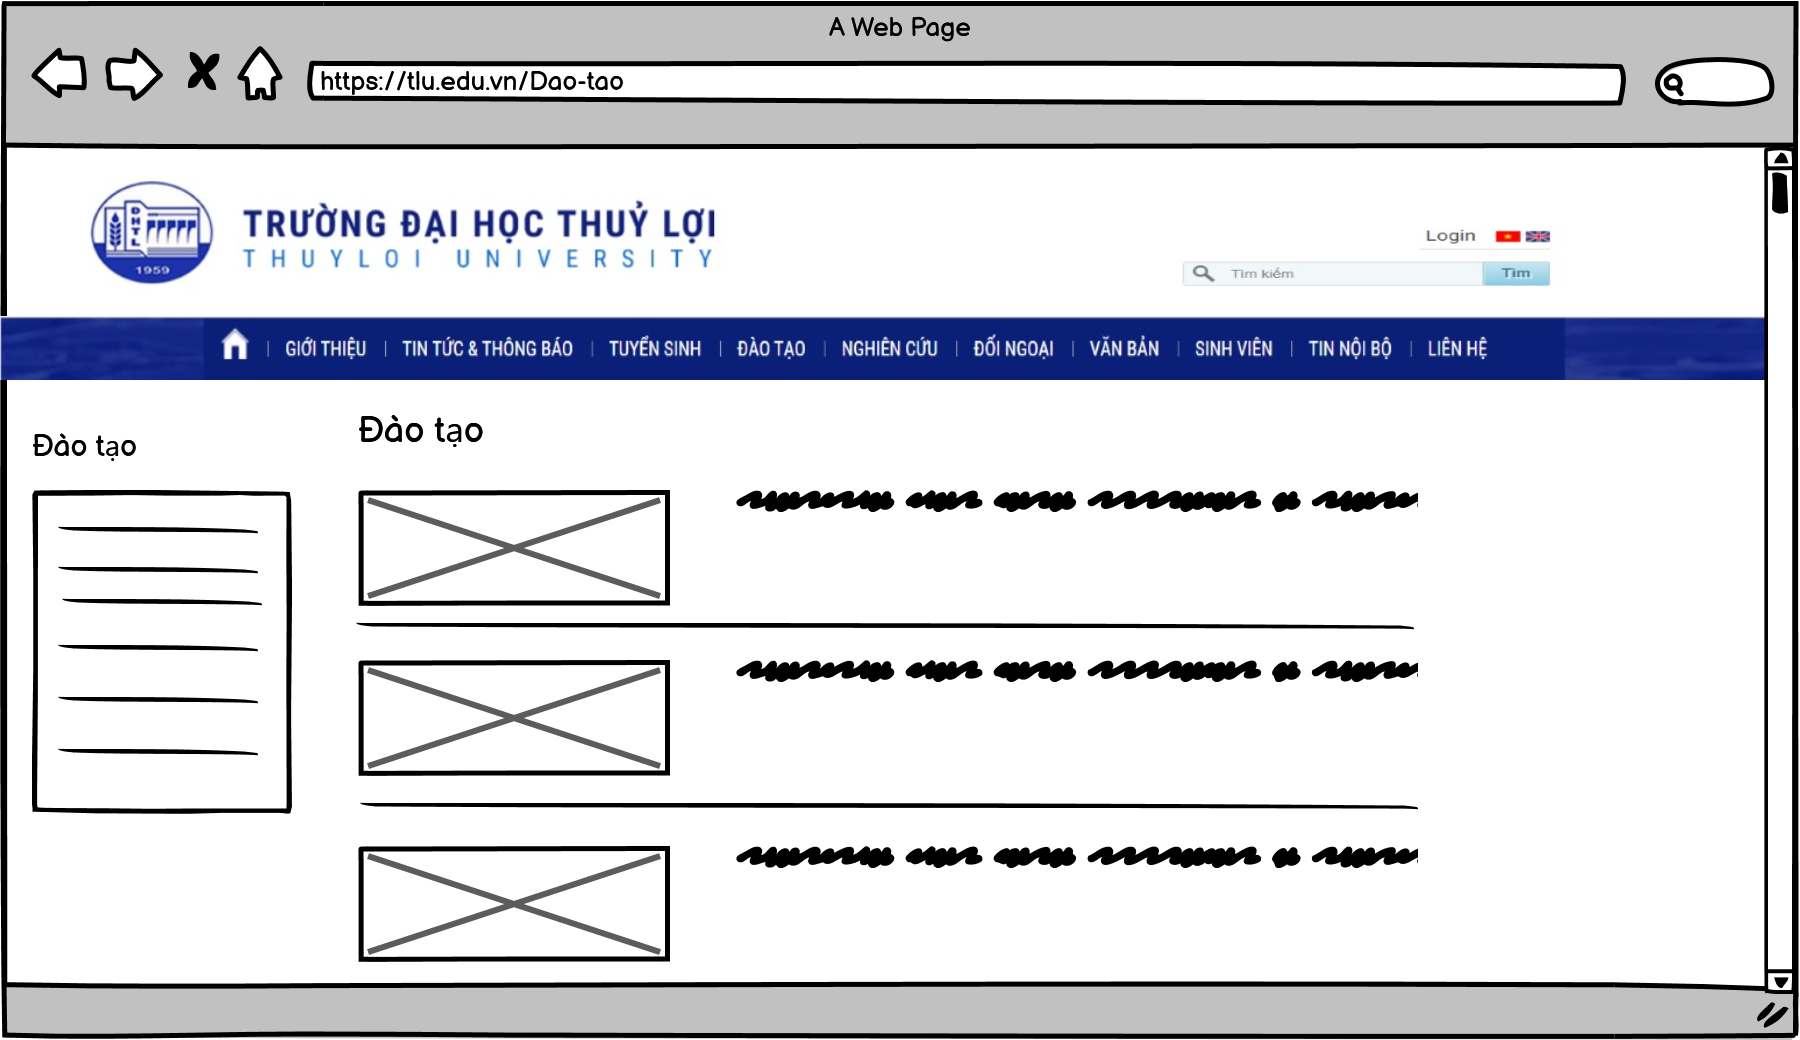 A Web Page
https://tlu.edu.vn/Dao-tao
DHTL
1959
TRƯỜNG ĐẠI HỌC THUỶ LỢI
THUYLOI UNIVERSITY
Login
Tìm kiếm
Tìm
GIỚI THIỆU
TIN TỨC & THÔNG BÁO
TUYỂN SINH
ĐÀO TẠO
NGHIÊN CỨU
ĐỐI NGOẠI
VĂN BẢN
SINH VIÊN
TIN NỘI BỘ
LIÊN HỆ
Đào tạo
Đào tạo